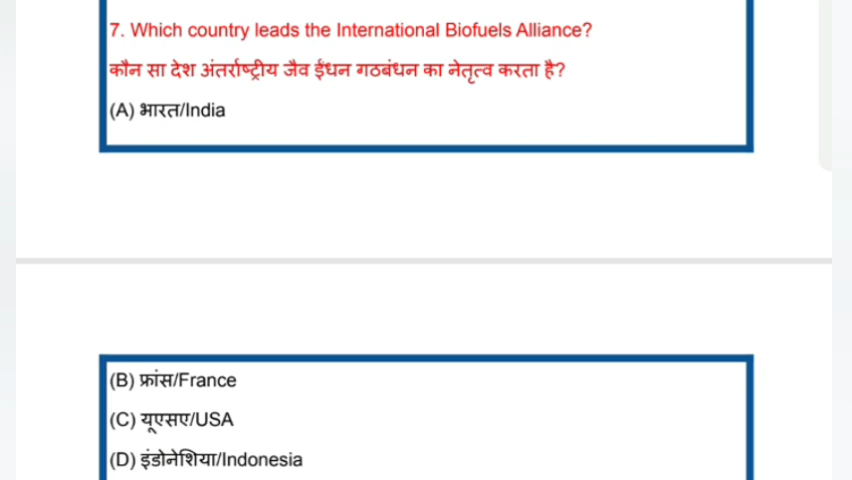 7. Which country leads the International Biofuels Alliance?
कौन सा देश अंतर्राष्ट्रीय जैव ईंधन गठबंधन का नेतृत्व करता है?
(A) भारत/India
(B) फ्रांस/France
(C) यूएसए/USA
(D) इंडोनेशिया/Indonesia